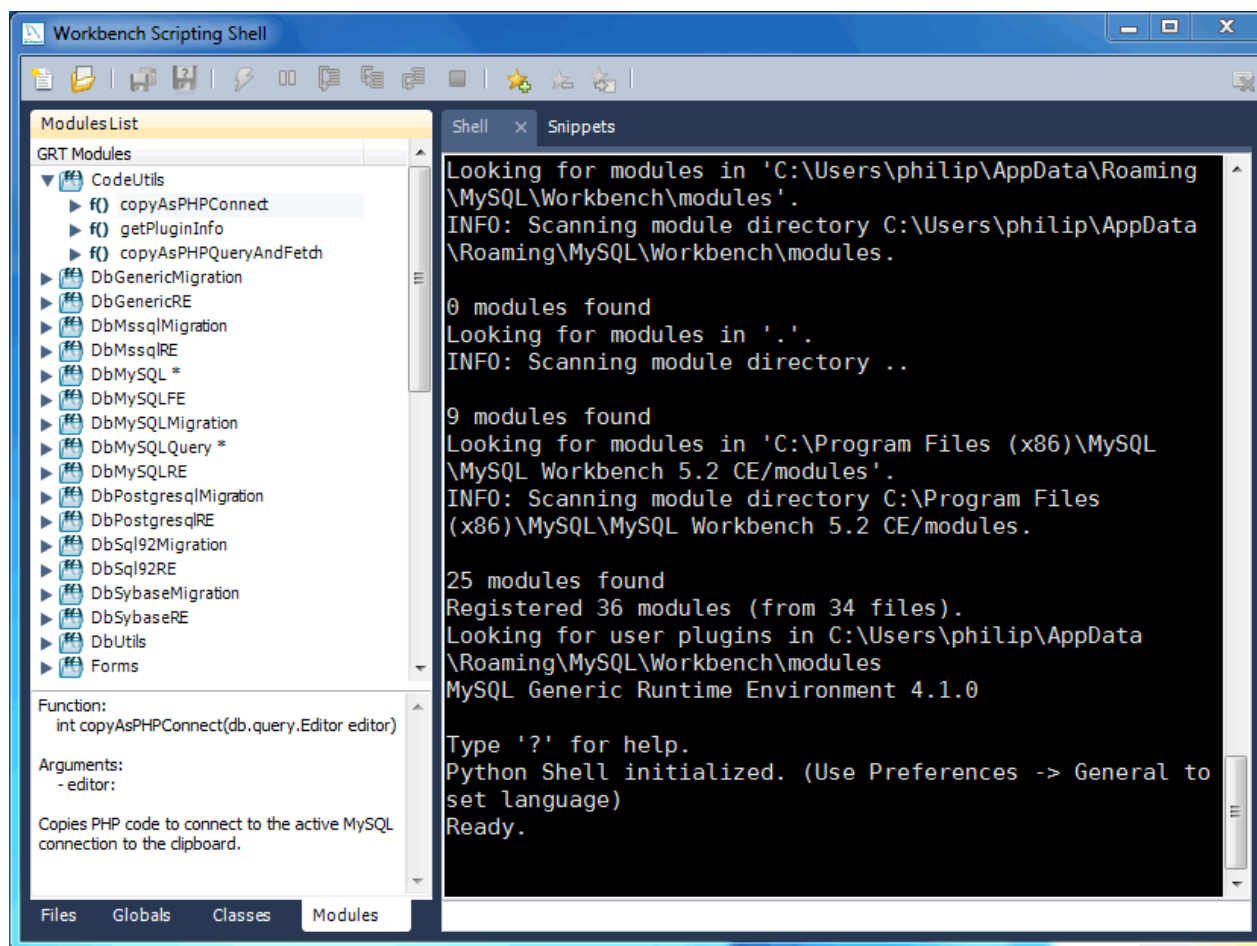 Workbench Scripting Shell
Modules List
GRT Modules
CodeUtils
f() copyAsPHPConnect
f() getPluginInfo
f() copyAsPHPQueryAndFetch
DbGenericMigration
DbGenericRE
DbMssqlMigration
DbMssqlRE
DbMySQL *
DbMySQLFE
DbMySQLMigration
DbMySQLQuery *
DbMySQLRE
DbPostgresqlMigration
DbPostgresqlRE
DbSql92Migration
DbSql92RE
DbSybaseMigration
DbSybaseRE
DbUtils
Forms
Function:
int copyAsPHPConnect(db.query.Editor editor)
Arguments:
- editor:
Copies PHP code to connect to the active MySQL
connection to the clipboard.
Files Globals Classes Modules
Shell Snippets
Looking for modules in 'C:\Users\philip\AppData\Roaming
\MySQL\Workbench\modules'.
INFO: Scanning module directory C:\Users\philip\AppData
\Roaming\MySQL\Workbench\modules.
0 modules found
Looking for modules in '.'.
INFO: Scanning module directory ..
9 modules found
Looking for modules in 'C:\Program Files (x86)\MySQL
\MySQL Workbench 5.2 CE/modules'.
INFO: Scanning module directory C:\Program Files
(x86)\MySQL\MySQL Workbench 5.2 CE/modules.
25 modules found
Registered 36 modules (from 34 files).
Looking for user plugins in C:\Users\philip\AppData
\Roaming\MySQL\Workbench\modules
MySQL Generic Runtime Environment 4.1.0
Type '?' for help.
Python Shell initialized. (Use Preferences -> General to
set language)
Ready.